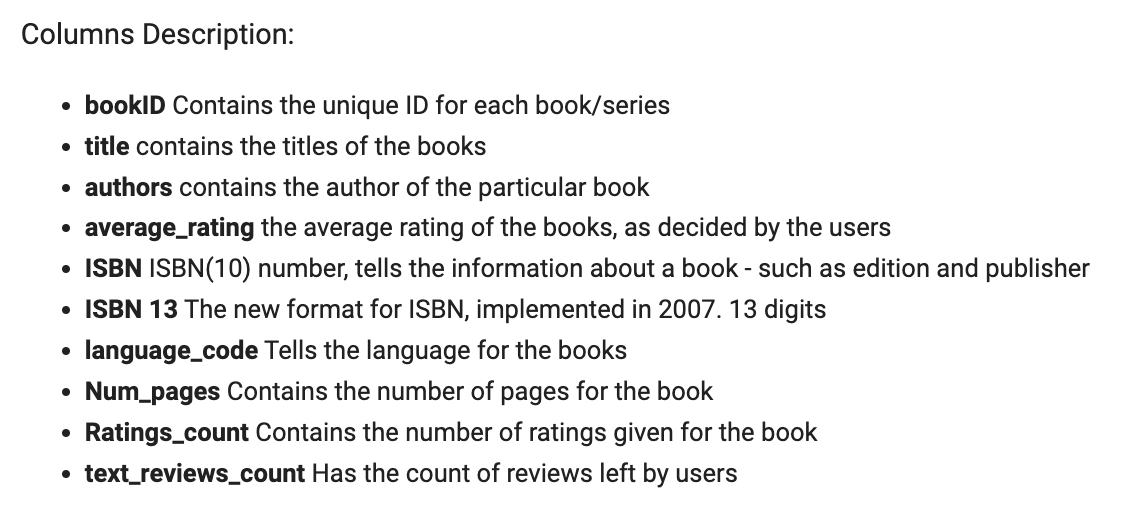 Columns Description:
• bookID Contains the unique ID for each book/series
• title contains the titles of the books
• authors contains the author of the particular book
• average_rating the average rating of the books, as decided by the users
• ISBN ISBN(10) number, tells the information about a book - such as edition and publisher
• ISBN 13 The new format for ISBN, implemented in 2007. 13 digits
• language_code Tells the language for the books
• Num_pages Contains the number of pages for the book
• Ratings_count Contains the number of ratings given for the book
• text_reviews_count Has the count of reviews left by users